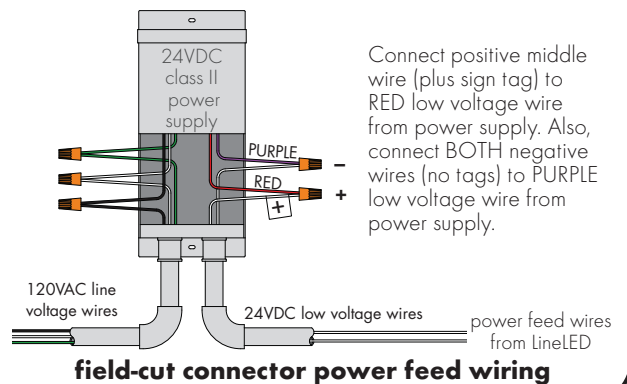 24VDC
class II
power
supply
PURPLE
–
RED
+
+
Connect positive middle
wire (plus sign tag) to
RED low voltage wire
from power supply. Also,
connect BOTH negative
wires (no tags) to PURPLE
low voltage wire from
power supply.
120VAC line
voltage wires
24VDC low voltage wires
power feed wires
from LineLED
field-cut connector power feed wiring